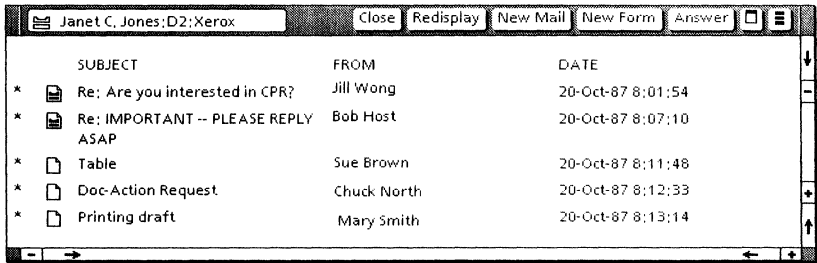 Janet C. Jones:D2:Xerox Close Redisplay New Mail New Form Answer
SUBJECT FROM DATE
* Re: Are you interested in CPR? Jill Wong 20-Oct-87 8:01:54
* Re: IMPORTANT -- PLEASE REPLY Bob Host 20-Oct-87 8:07:10
ASAP
* Table Sue Brown 20-Oct-87 8:11:48
* Doc-Action Request Chuck North 20-Oct-87 8:12:33
* Printing draft Mary Smith 20-Oct-87 8:13:14